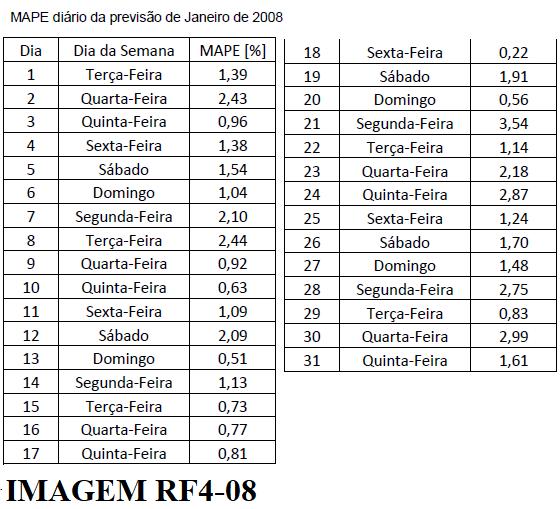 MAPE diário da previsão de Janeiro de 2008
Dia Dia da Semana MAPE [%]
1 Terça-Feira 1,39
2 Quarta-Feira 2,43
3 Quinta-Feira 0,96
4 Sexta-Feira 1,38
5 Sábado 1,54
6 Domingo 1,04
7 Segunda-Feira 2,10
8 Terça-Feira 2,44
9 Quarta-Feira 0,92
10 Quinta-Feira 0,63
11 Sexta-Feira 1,09
12 Sábado 2,09
13 Domingo 0,51
14 Segunda-Feira 1,13
15 Terça-Feira 0,73
16 Quarta-Feira 0,77
17 Quinta-Feira 0,81
18 Sexta-Feira 0,22
19 Sábado 1,91
20 Domingo 0,56
21 Segunda-Feira 3,54
22 Terça-Feira 1,14
23 Quarta-Feira 2,18
24 Quinta-Feira 2,87
25 Sexta-Feira 1,24
26 Sábado 1,70
27 Domingo 1,48
28 Segunda-Feira 2,75
29 Terça-Feira 0,83
30 Quarta-Feira 2,99
31 Quinta-Feira 1,61
IMAGEM RF4-08